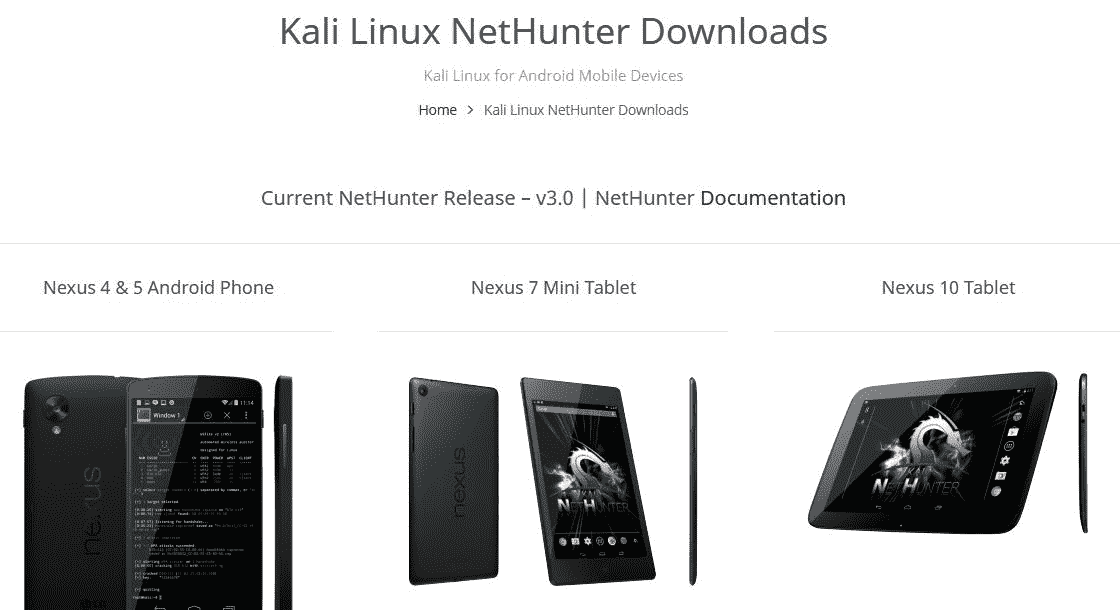 Kali Linux NetHunter Downloads
Kali Linux for Android Mobile Devices
Home > Kali Linux NetHunter Downloads
Current NetHunter Release – v3.0 | NetHunter Documentation
Nexus 4 & 5 Android Phone
Nexus 7 Mini Tablet
Nexus 10 Tablet
11:14
Window 1
nexus
KALI
NETHUNTER
KALI
NETHUNTER